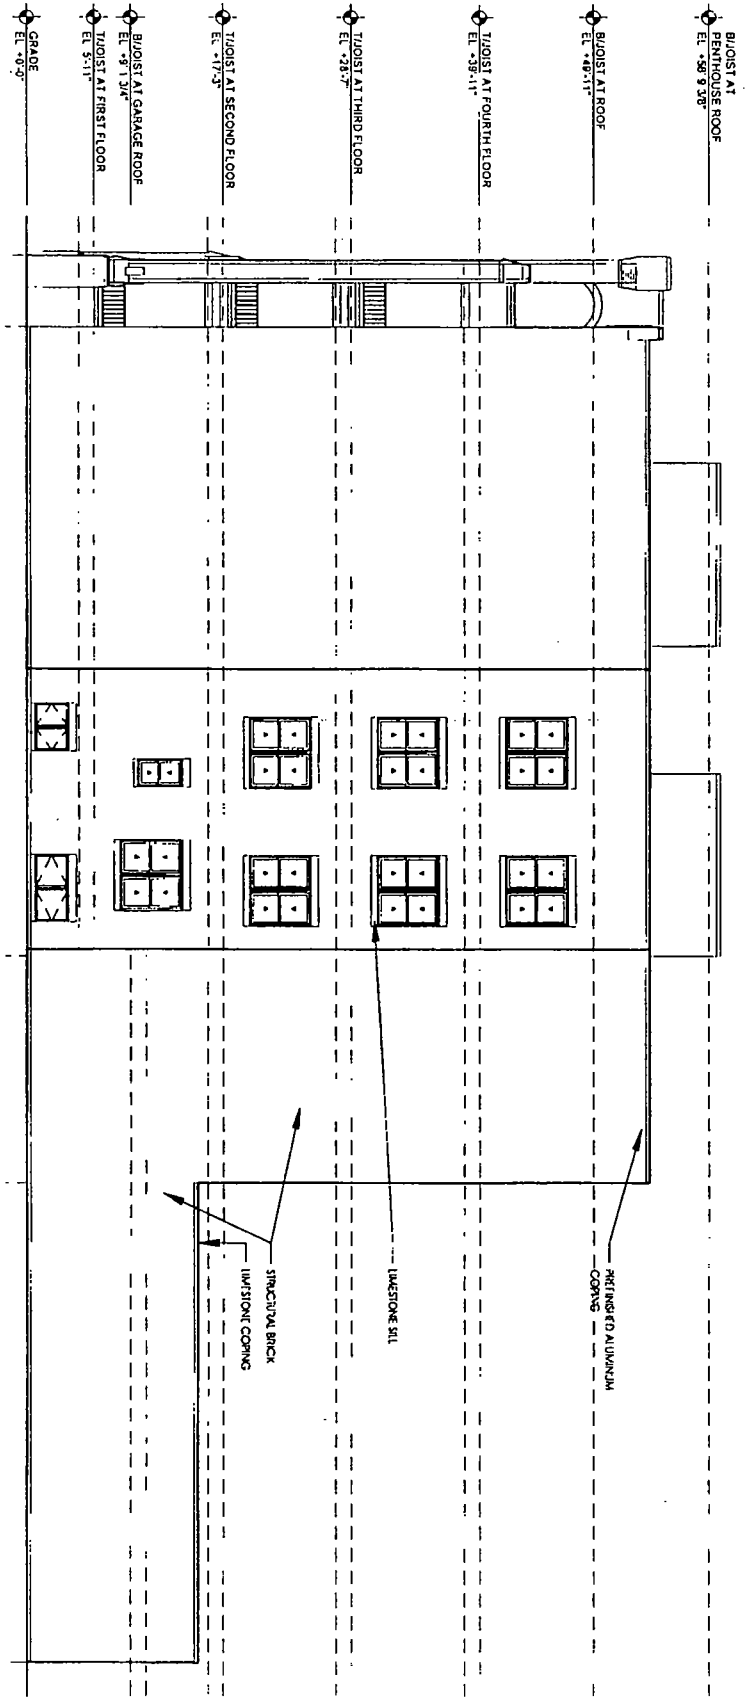 B/JOIST AT
PENTHOUSE ROOF
EL +58'9 3/8"
B/JOIST AT ROOF
EL +49'-11"
T/JOIST AT FOURTH FLOOR
EL +39'-11"
T/JOIST AT THIRD FLOOR
EL +28'-7"
T/JOIST AT SECOND FLOOR
EL +17'-3"
B/JOIST AT GARAGE ROOF
EL +9'1 3/4"
T/JOIST AT FIRST FLOOR
EL 5'-11"
GRADE
EL +0'-0"
PREFINISHED ALUMINUM
COPING
LIMESTONE SILL
STRUCTURAL BRICK
LIMESTONE COPING